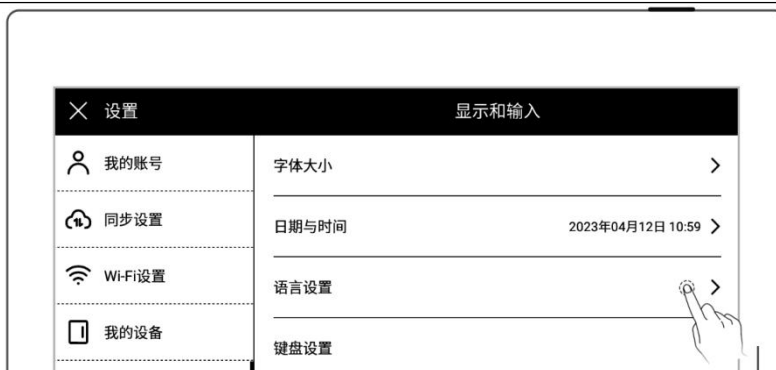 设置
显示和输入
我的账号
同步设置
Wi-Fi设置
我的设备
字体大小
日期与时间 2023年04月12日 10:59
语言设置
键盘设置